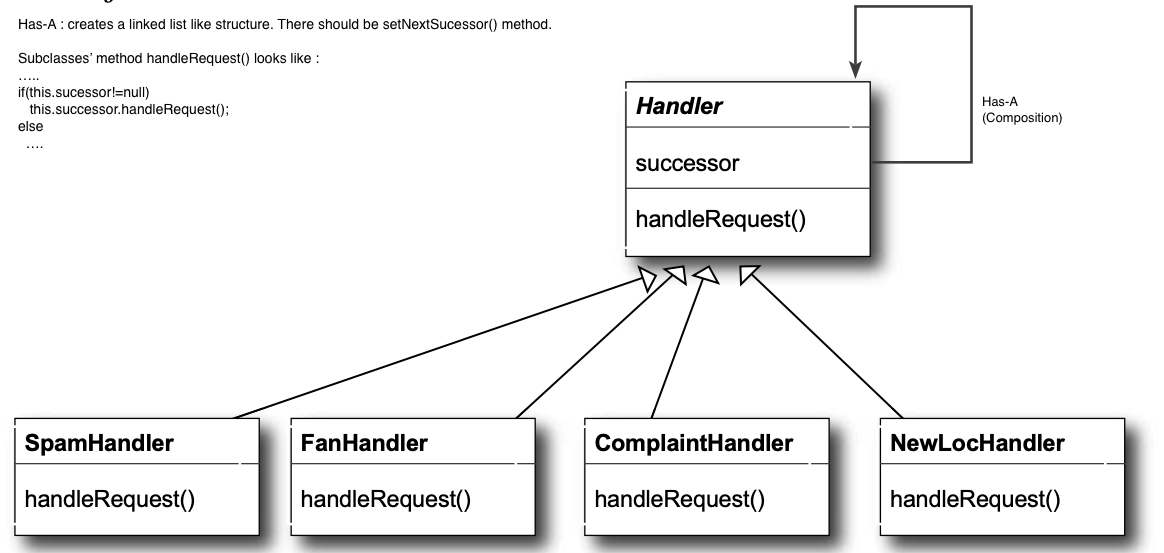 Has-A : creates a linked list like structure. There should be setNextSucessor() method.
Subclasses' method handleRequest() looks like :
…..
if(this.sucessor!=null)
this.successor.handleRequest();
else
….
Handler
successor
handleRequest()
Has-A
(Composition)
SpamHandler
handleRequest()
FanHandler
handleRequest()
ComplaintHandler
handleRequest()
NewLocHandler
handleRequest()